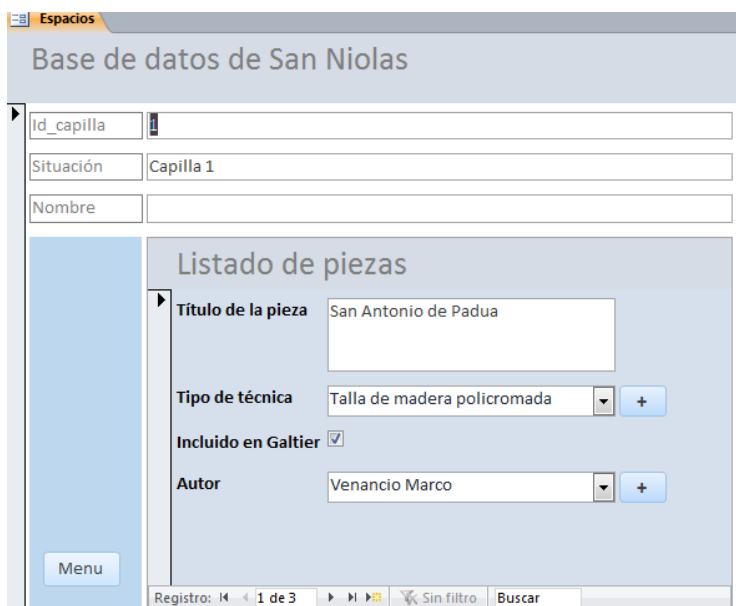 Espacios
Base de datos de San Niolas
Id_capilla 1
Situación Capilla 1
Nombre
Listado de piezas
Título de la pieza San Antonio de Padua
Tipo de técnica Talla de madera policromada +
Incluido en Galtier
Autor Venancio Marco +
Menu
Registro: 1 de 3 Sin filtro Buscar